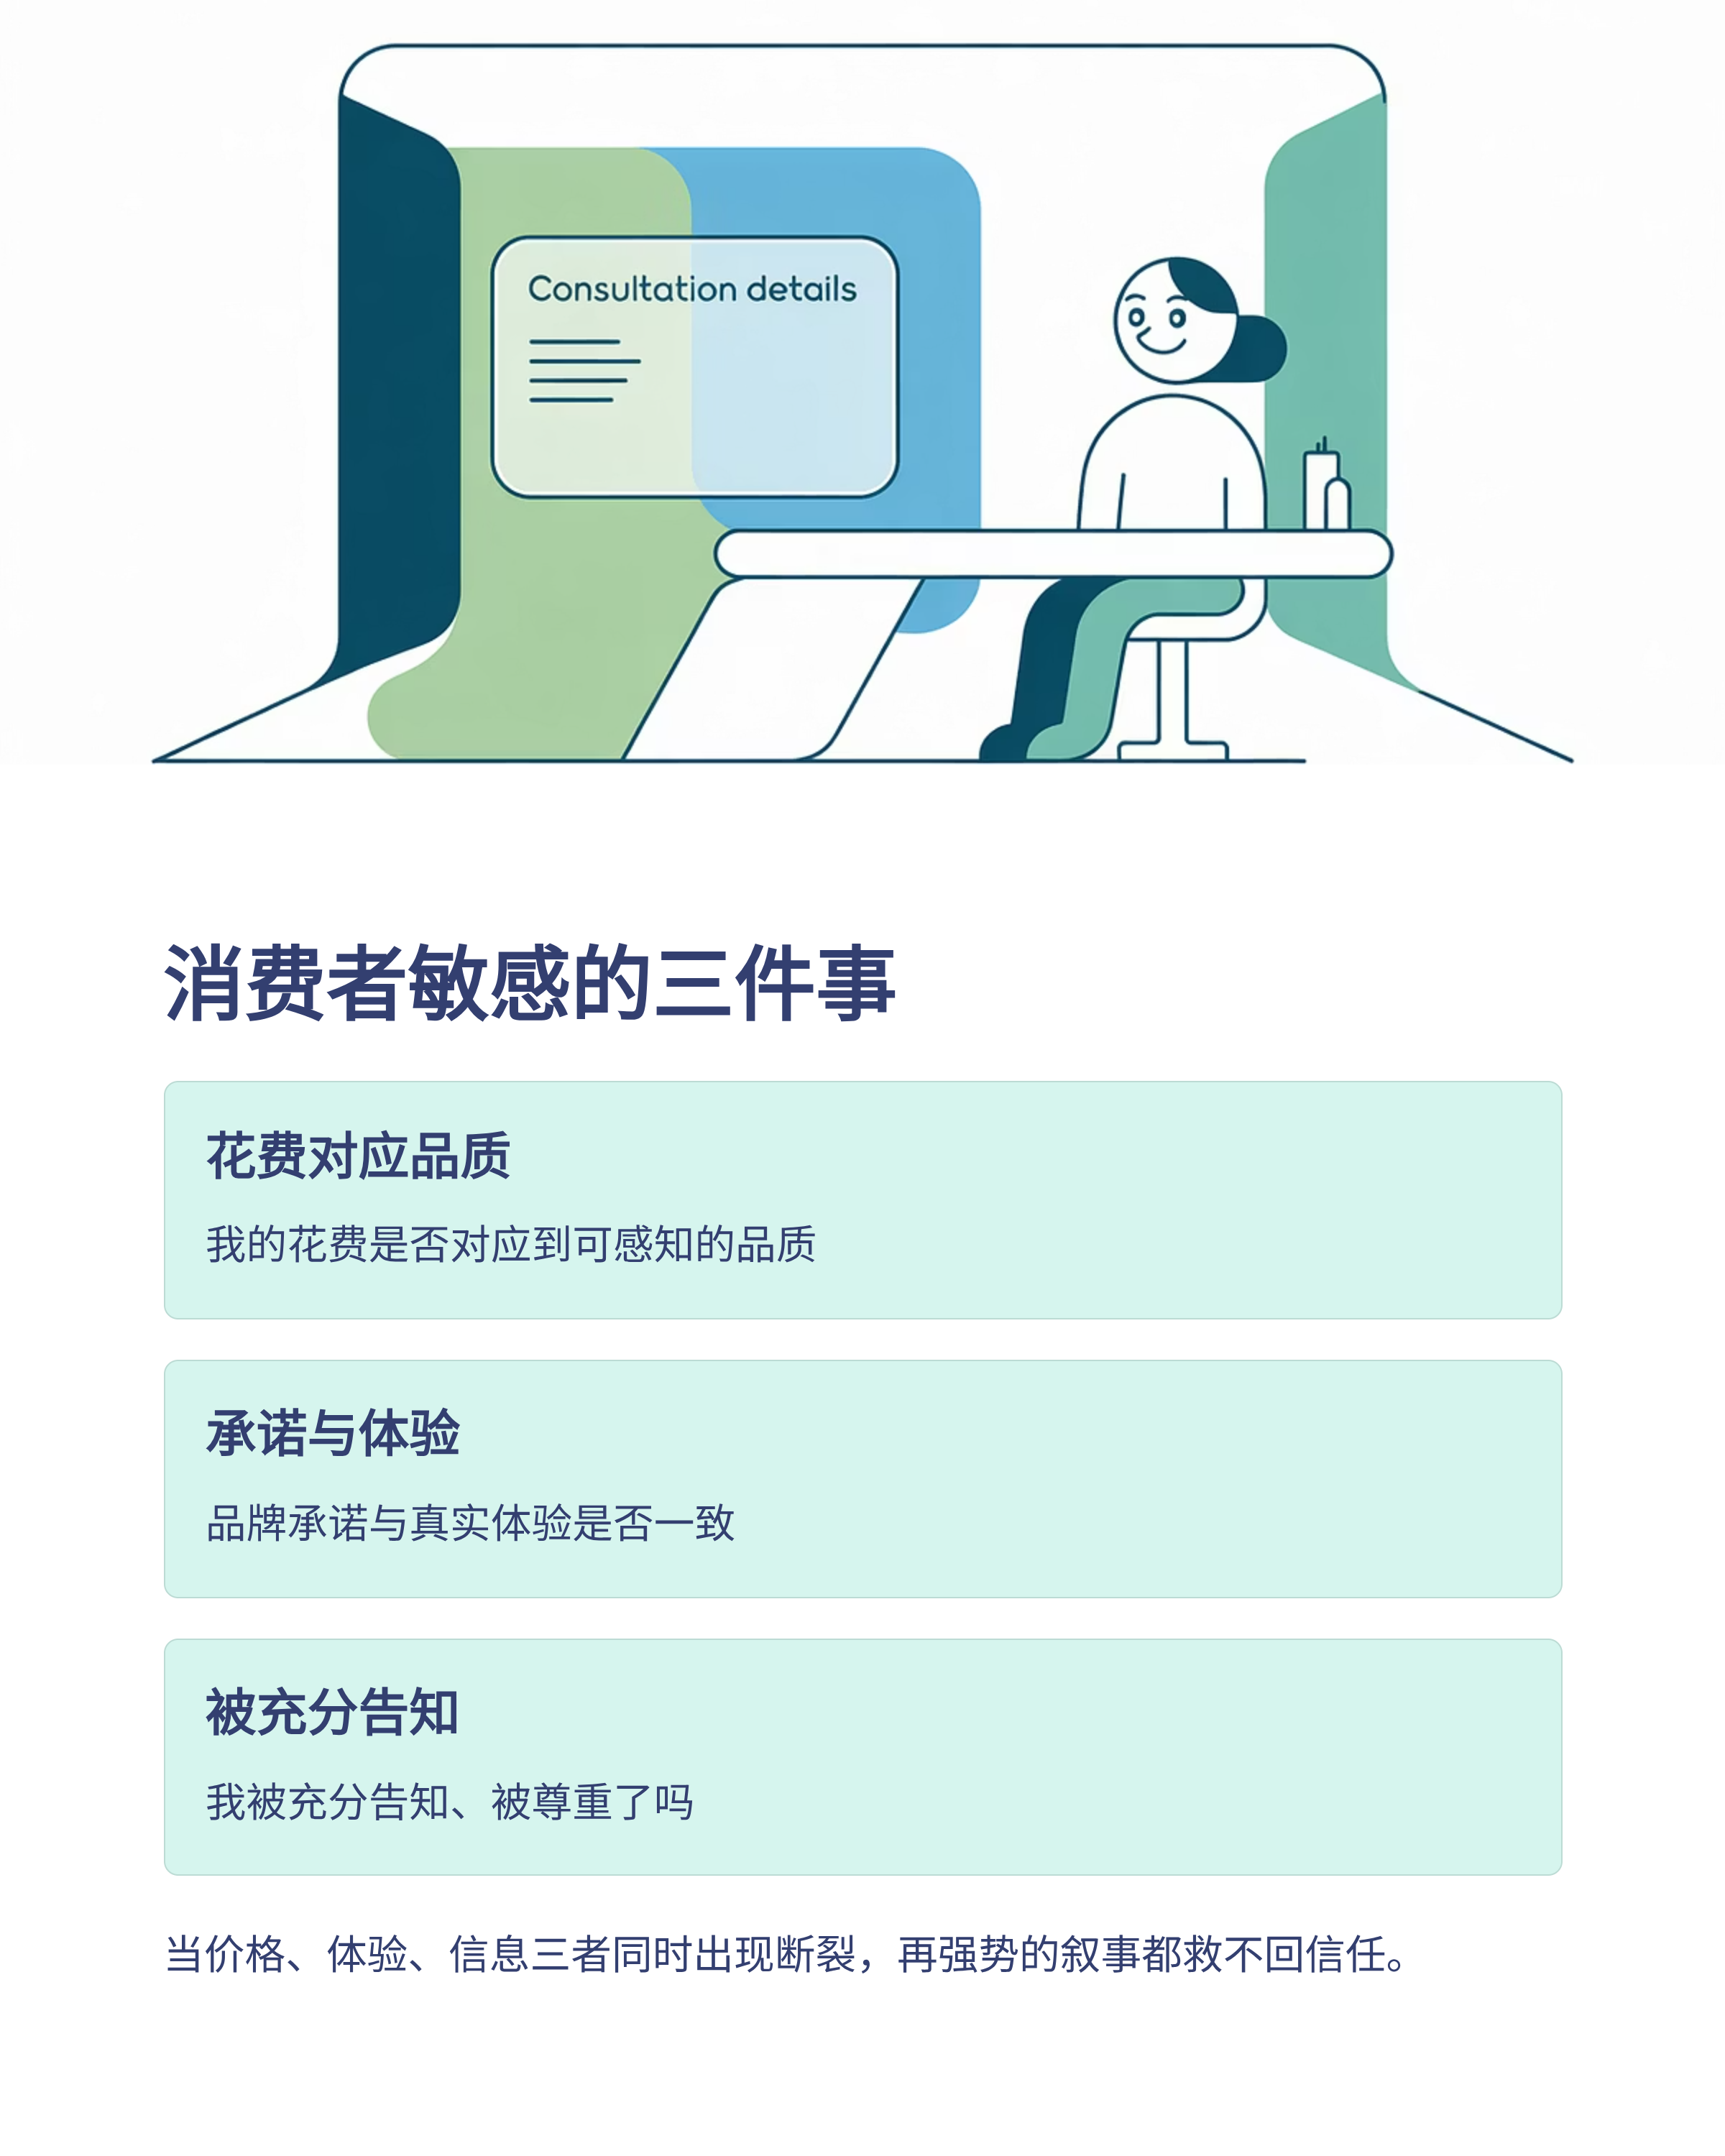 Consultation details
消费者敏感的三件事
花费对应品质
我的花费是否对应到可感知的品质
承诺与体验
品牌承诺与真实体验是否一致
被充分告知
我被充分告知、被尊重了吗
当价格、体验、信息三者同时出现断裂，再强势的叙事都救不回信任。